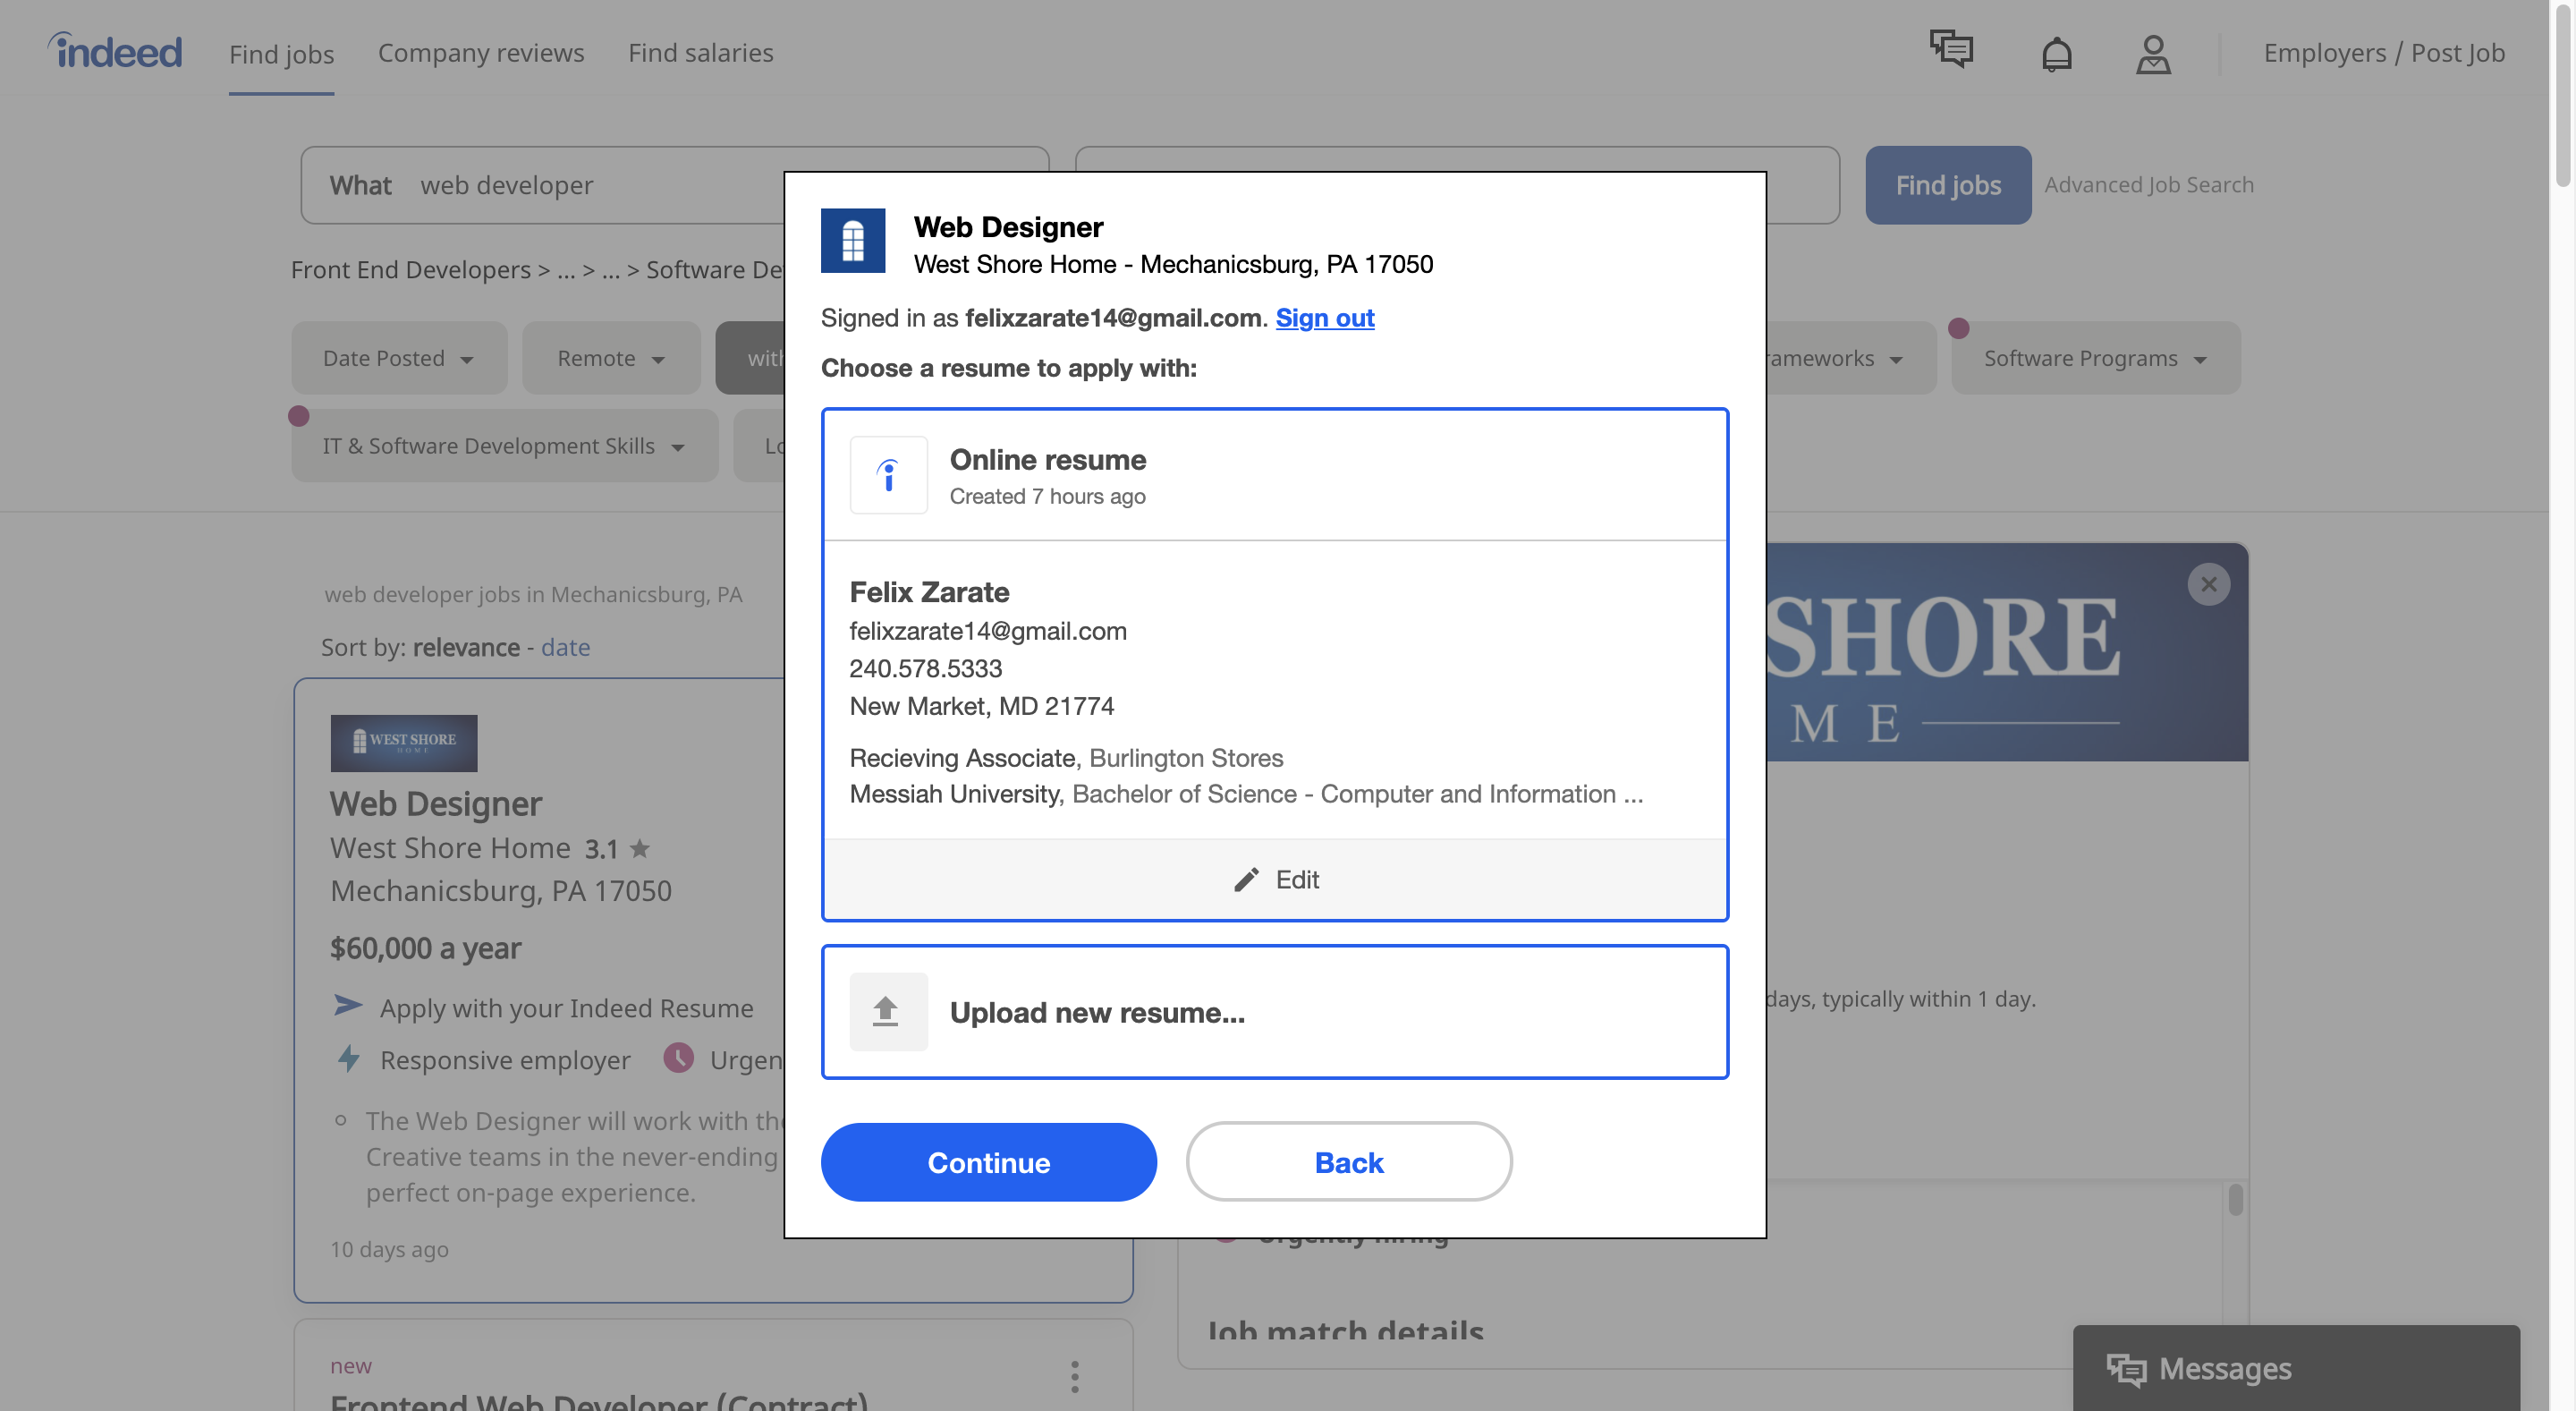 indeed
Find jobs
Company reviews
Find salaries
Employers / Post Job
What web developer
Find jobs
Advanced Job Search
Front End Developers > ... > ... > Software De
Date Posted
Remote
with
rameworks
Software Programs
IT & Software Development Skills
Lo
web developer jobs in Mechanicsburg, PA
Sort by: relevance - date
WEST SHORE
HOME
Web Designer
West Shore Home 3.1
Mechanicsburg, PA 17050
$60,000 a year
Apply with your Indeed Resume
Responsive employer
Urgen
The Web Designer will work with the
Creative teams in the never-ending
perfect on-page experience.
10 days ago
new
Frontend Web Developer (Contract)
Web Designer
West Shore Home - Mechanicsburg, PA 17050
Signed in as felixzarate14@gmail.com. Sign out
Choose a resume to apply with:
Online resume
Created 7 hours ago
Felix Zarate
felixzarate14@gmail.com
240.578.5333
New Market, MD 21774
Recieving Associate, Burlington Stores
Messiah University, Bachelor of Science - Computer and Information ...
Edit
Upload new resume...
Continue
Back
SHORE
ME
days, typically within 1 day.
Urgently hiring
Job match details
Messages